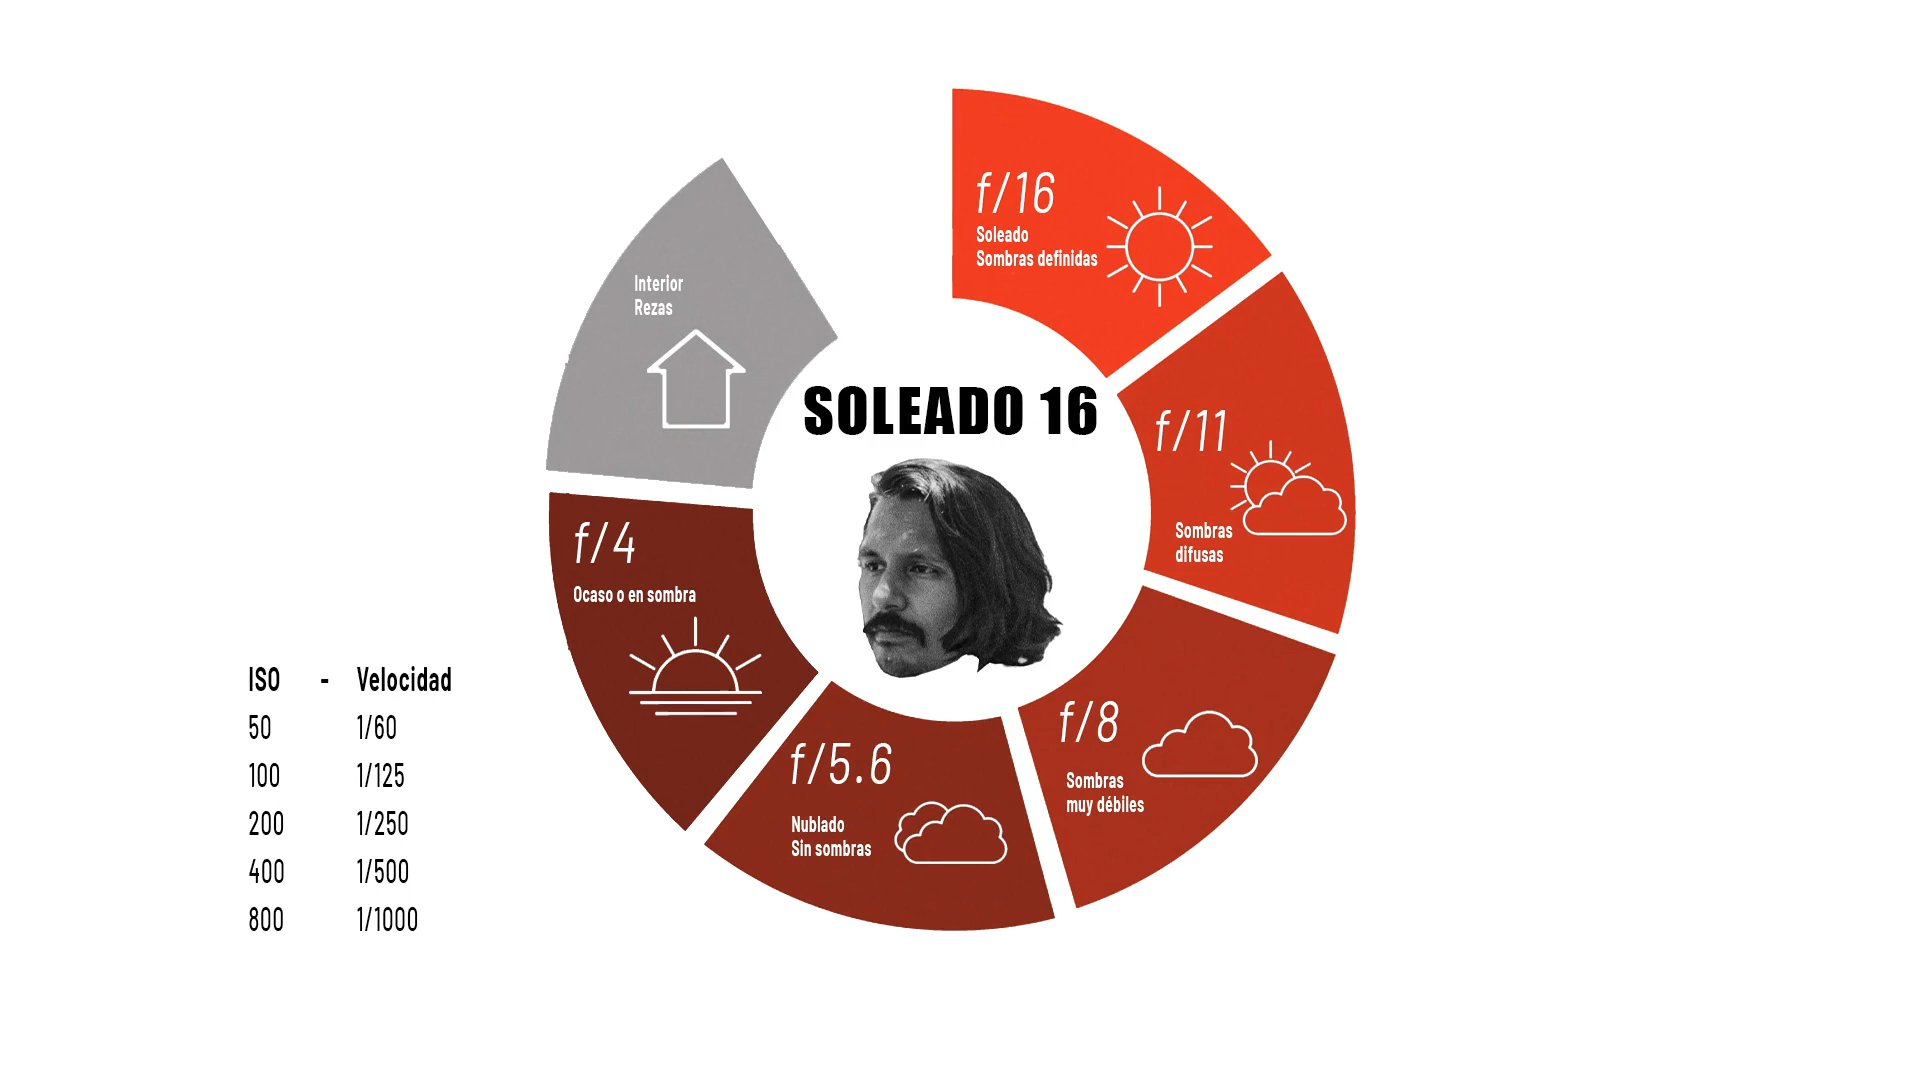 SOLEADO 16
f/16
Soleado
Sombras definidas
f/11
Sombras
difusas
f/8
Sombras
muy débiles
f/5.6
Nublado
Sin sombras
f/4
Ocaso o en sombra
Interior
Rezas
ISO - Velocidad
50 1/60
100 1/125
200 1/250
400 1/500
800 1/1000